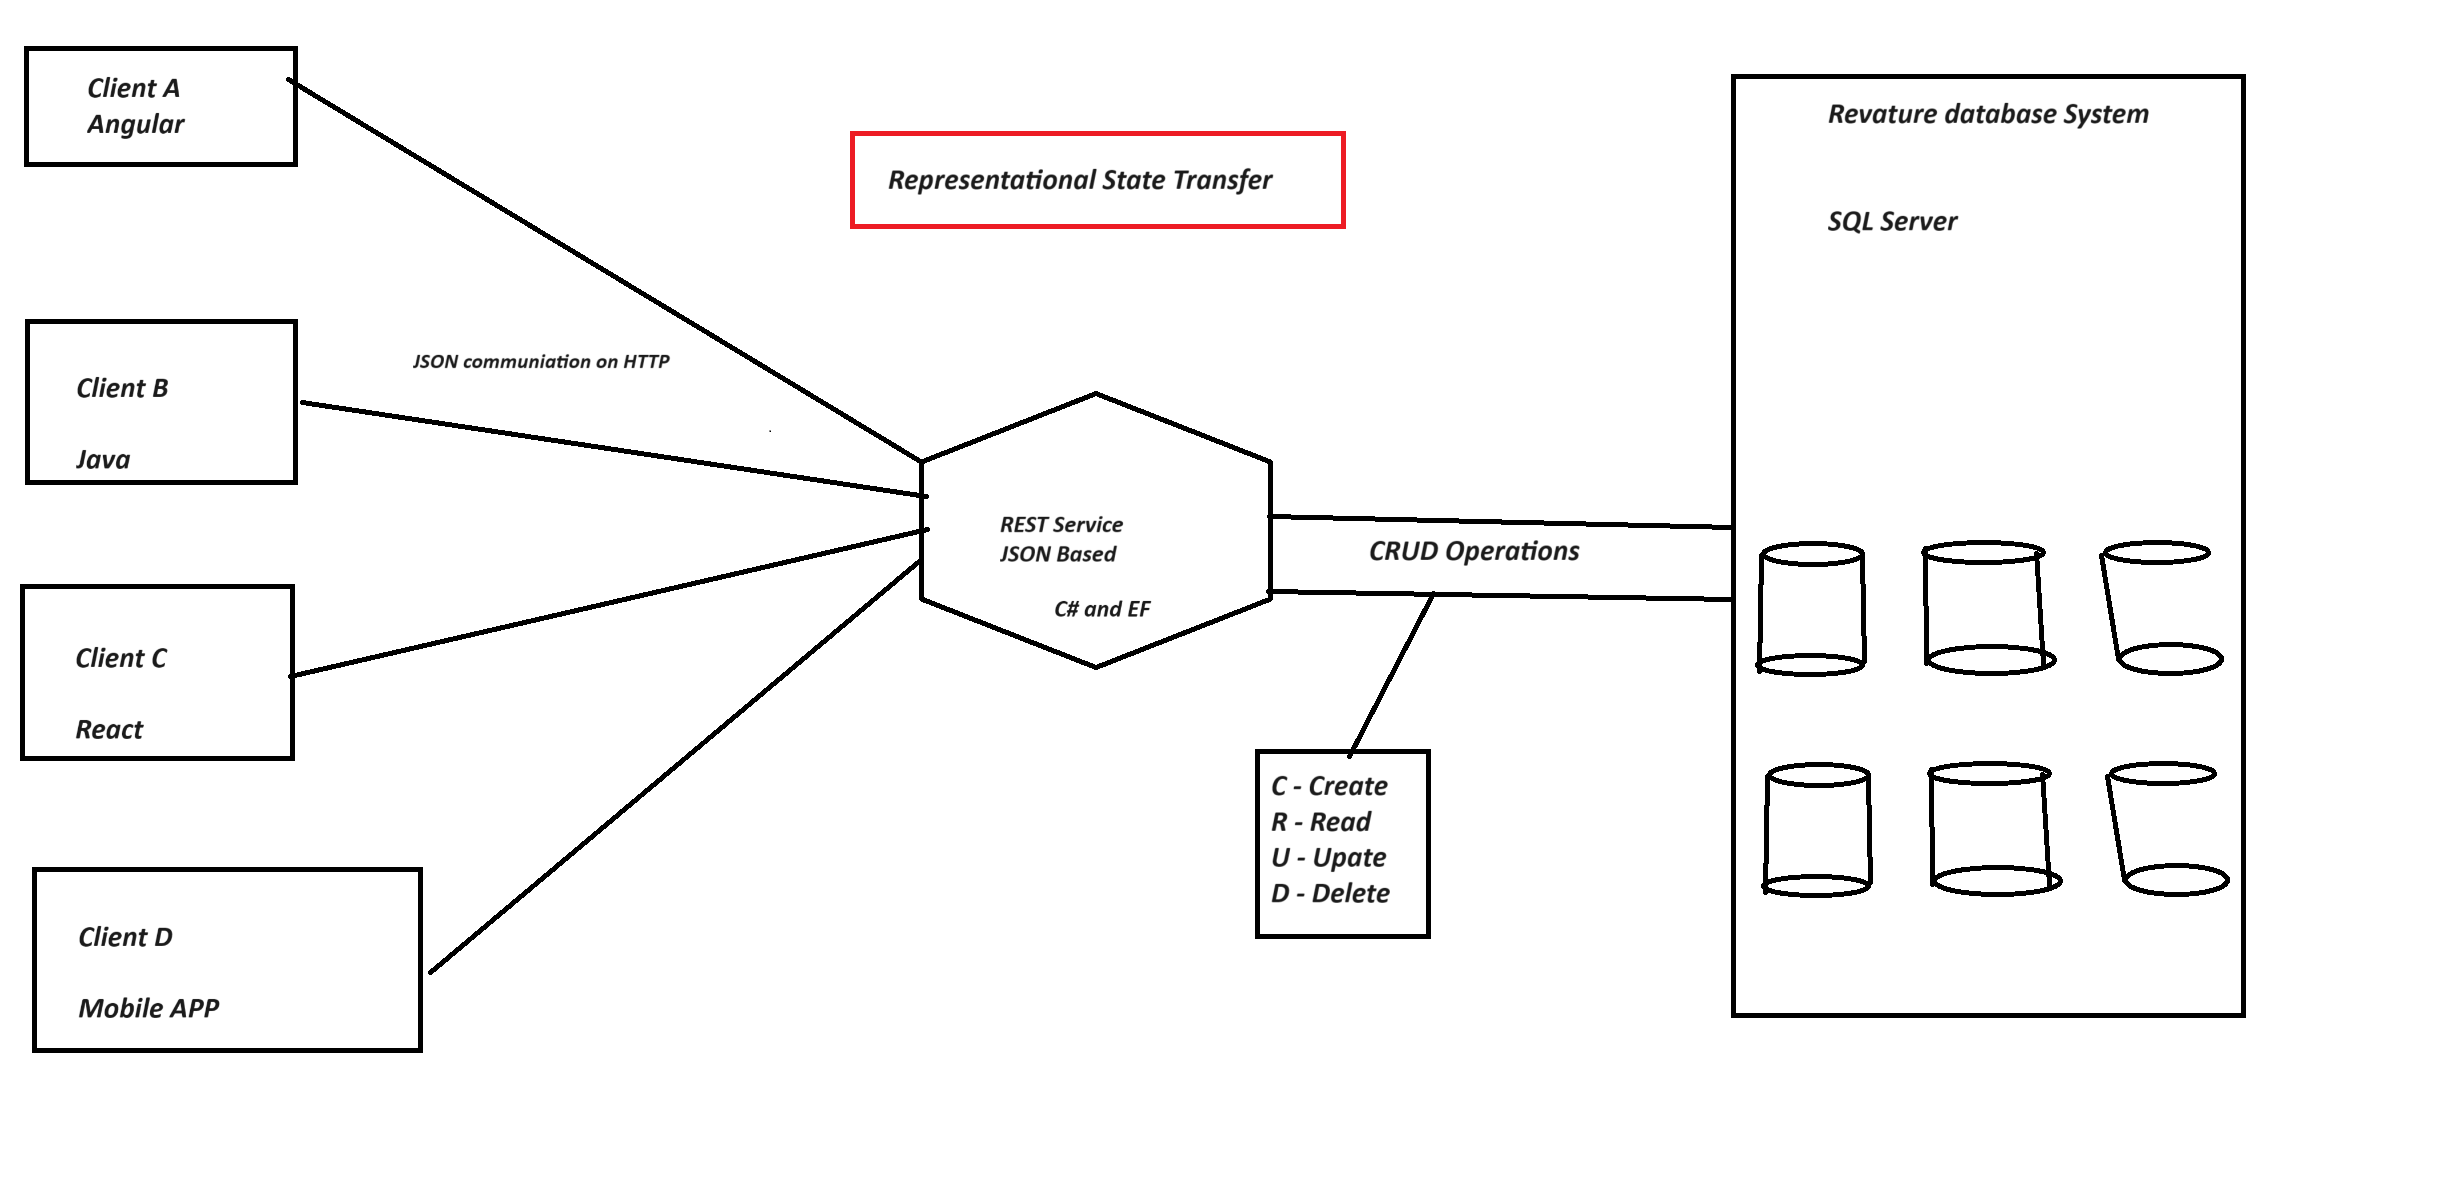 Client A
Angular
Representational State Transfer
Revature database System
SQL Server
JSON communiation on HTTP
Client B
Java
REST Service
JSON Based
C# and EF
CRUD Operations
Client C
React
C - Create
R - Read
U - Upate
D - Delete
Client D
Mobile APP